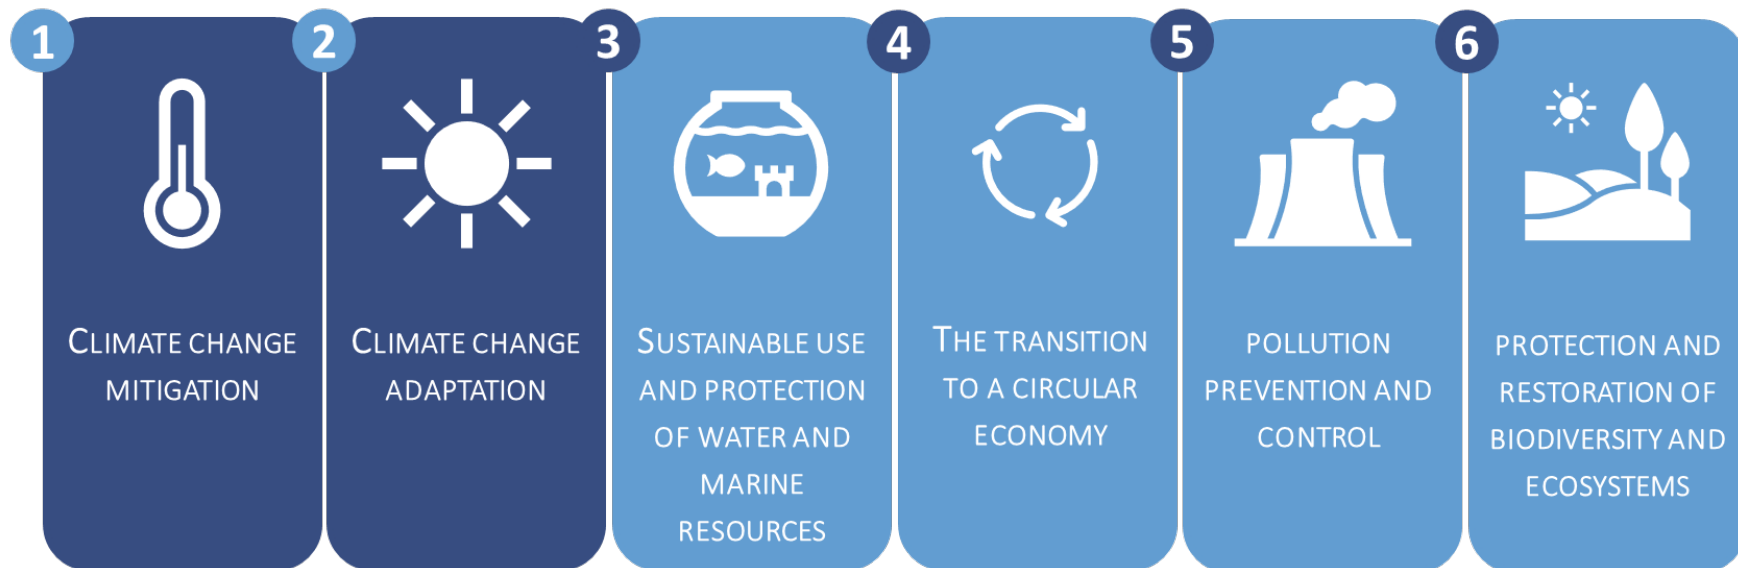 1
CLIMATE CHANGE
MITIGATION
2
CLIMATE CHANGE
ADAPTATION
3
SUSTAINABLE USE
AND PROTECTION
OF WATER AND
MARINE
RESOURCES
4
THE TRANSITION
TO A CIRCULAR
ECONOMY
5
POLLUTION
PREVENTION AND
CONTROL
6
PROTECTION AND
RESTORATION OF
BIODIVERSITY AND
ECOSYSTEMS